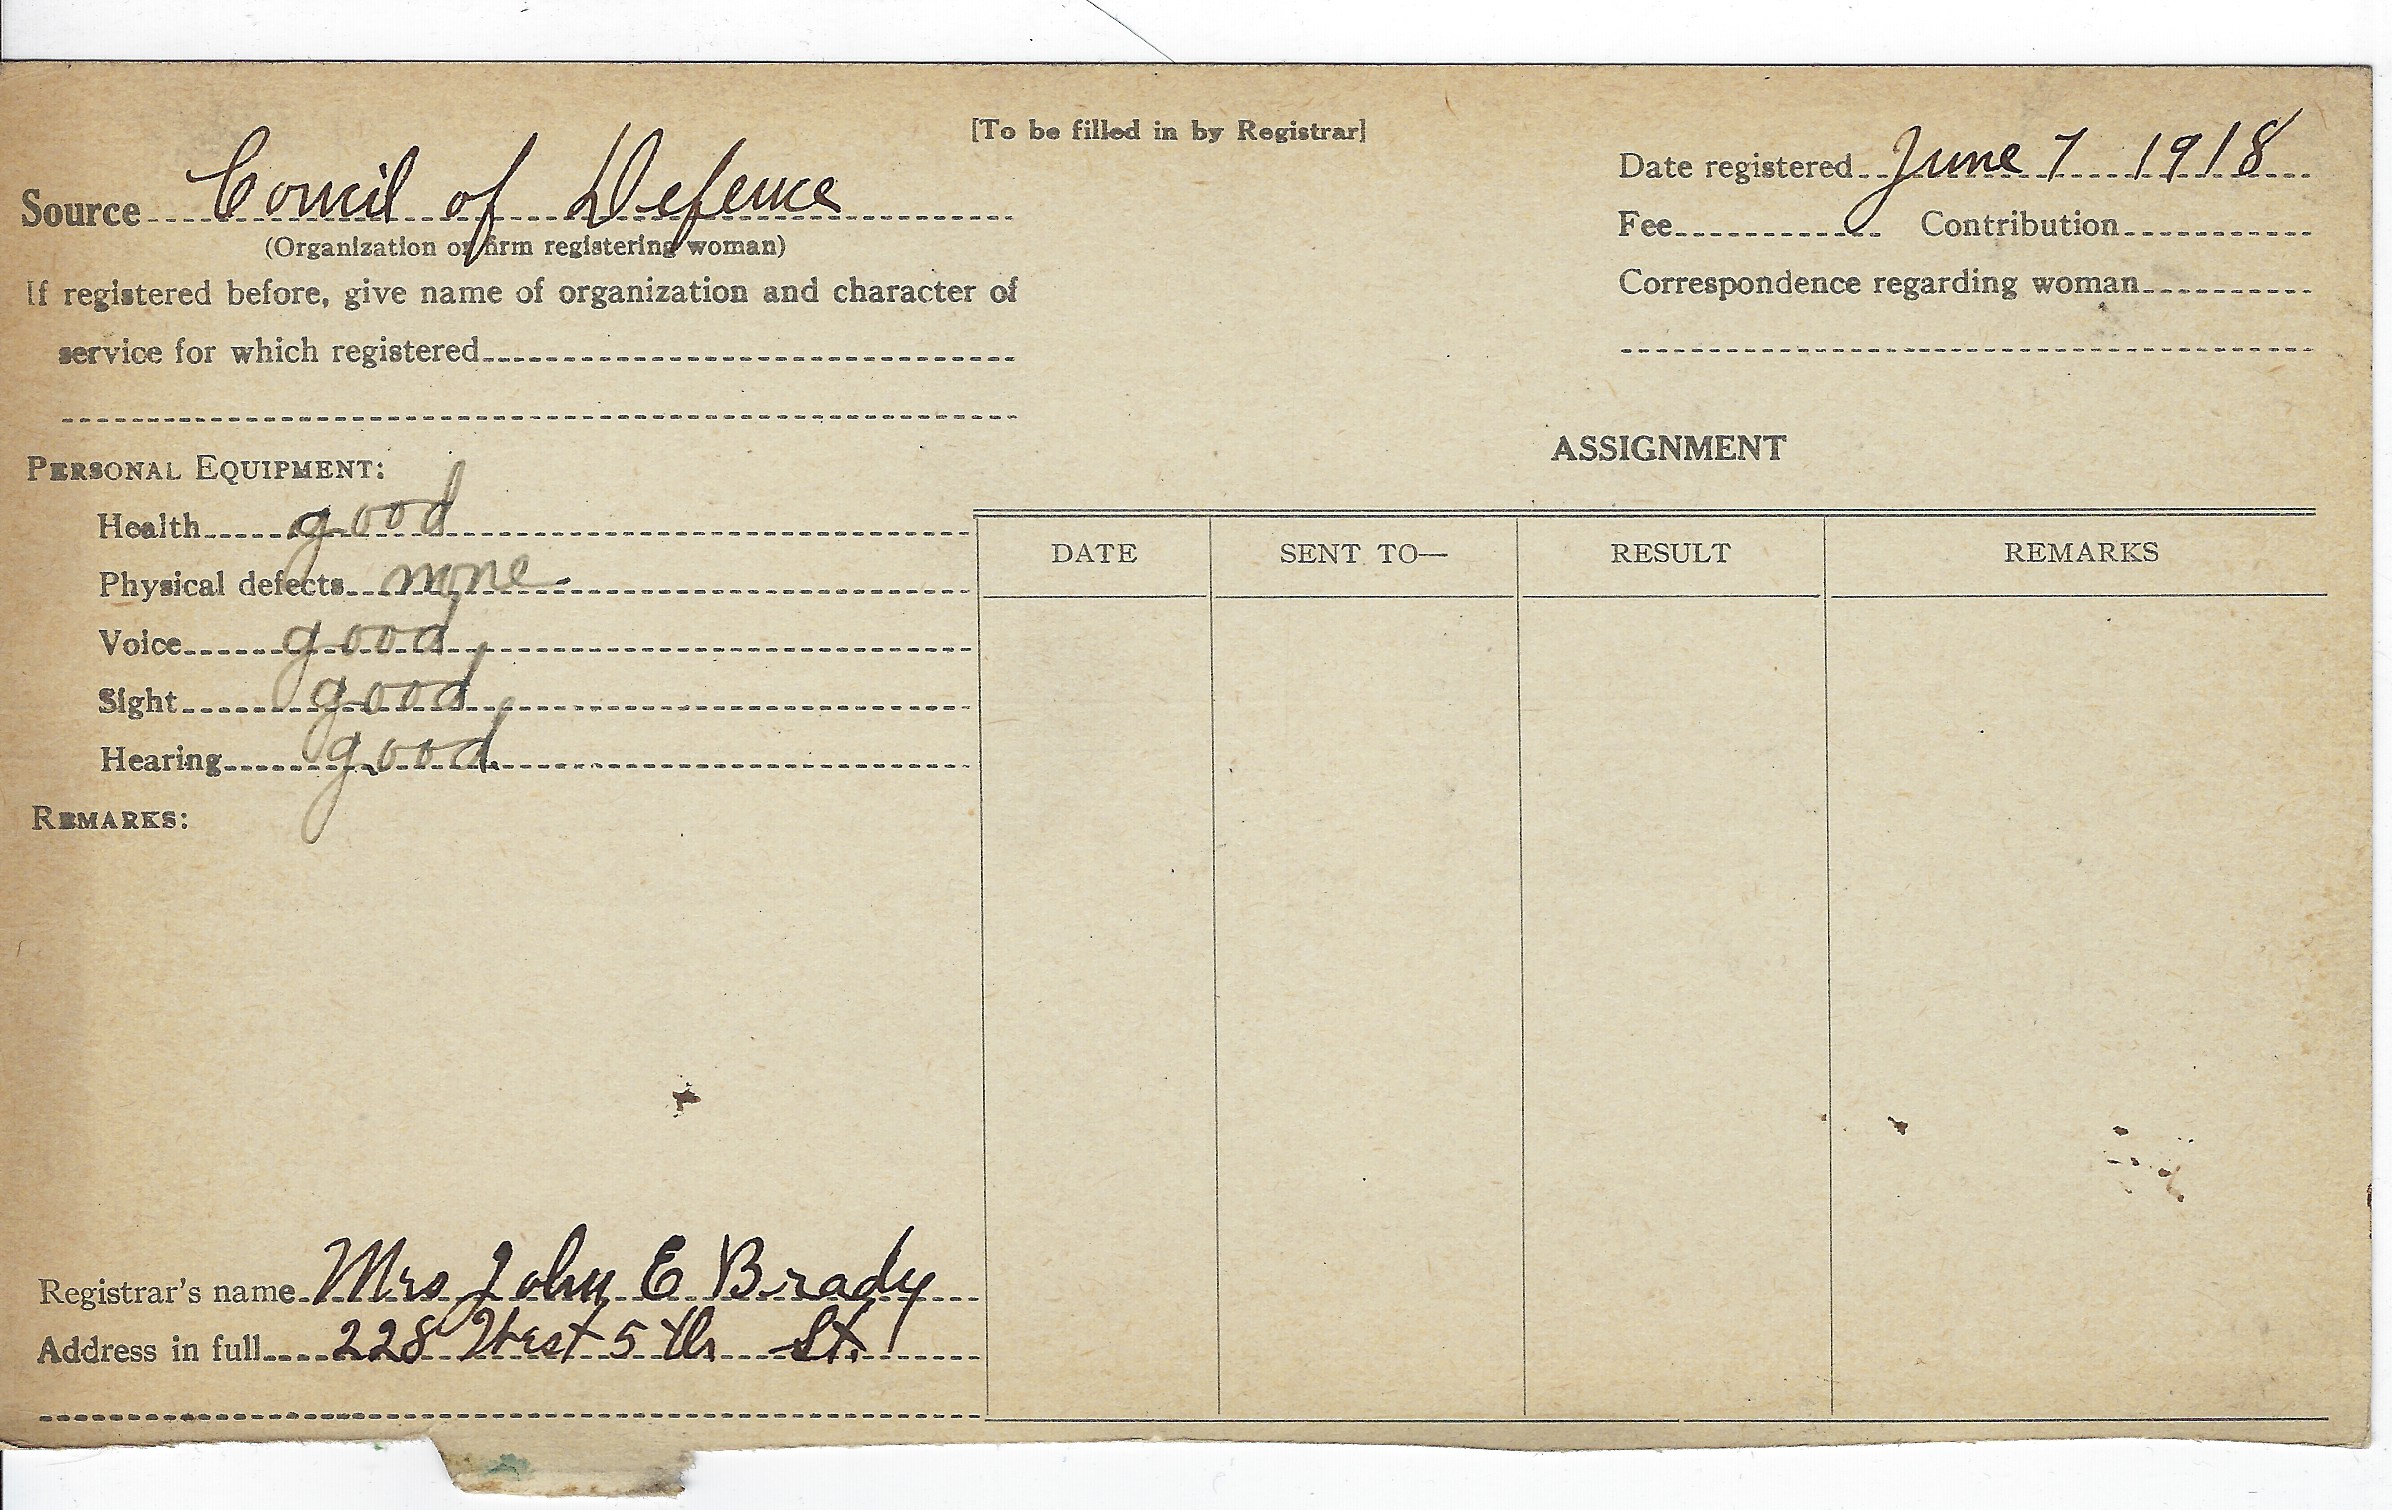 [To be filled in by Registrar]
Source Concil of Defence
(Organization or firm registering woman)
If registered before, give name of organization and character of
service for which registered
Date registered June 7 1918
Fee Contribution
Correspondence regarding woman
PERSONAL EQUIPMENT:
Health good
Physical defects none
Voice good
Sight good
Hearing good
REMARKS:
ASSIGNMENT
DATE SENT TO— RESULT REMARKS
Registrar's name Mrs John E Brady
Address in full 228 West 5th St.